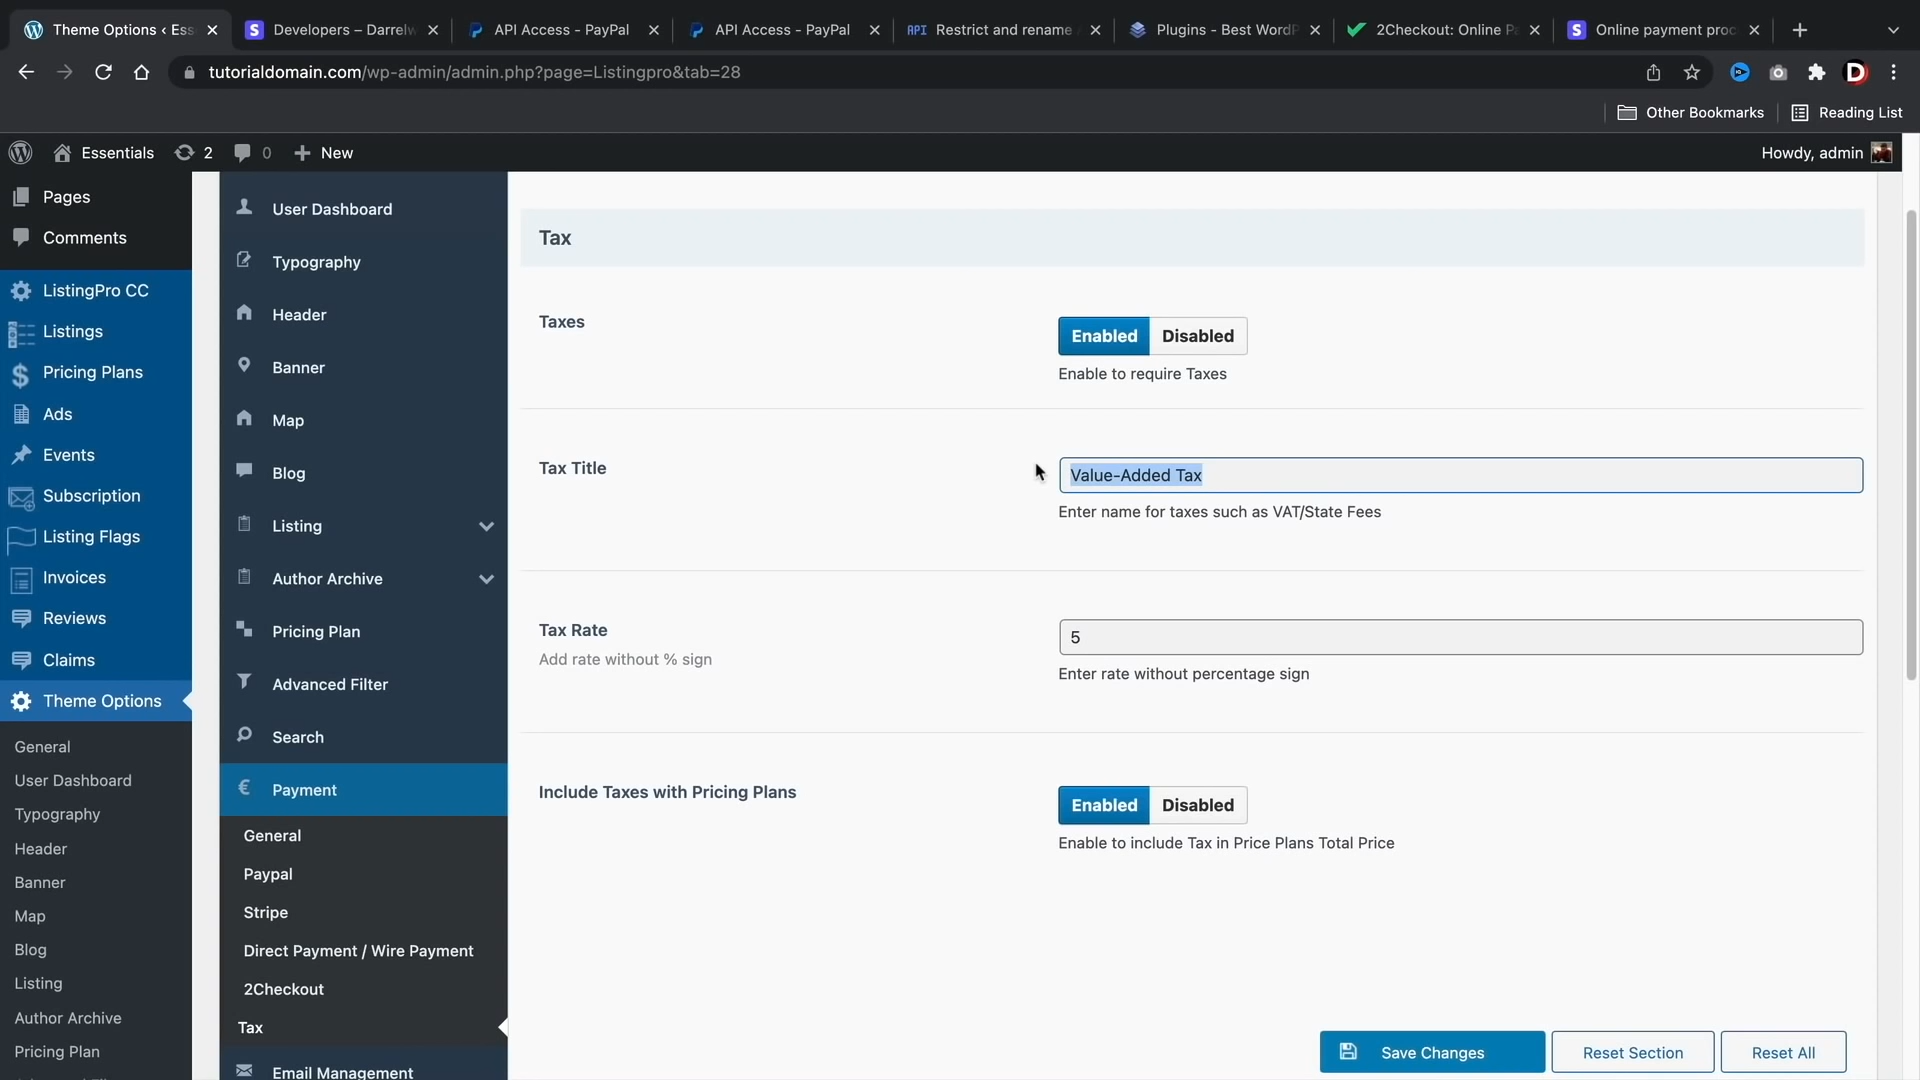 Theme Options ‹ Ess
Developers – Darrelw
API Access - PayPal
API Access - PayPal
API Restrict and rename
Plugins - Best WordP
2Checkout: Online P
Online payment proc
tutorialdomain.com/wp-admin/admin.php?page=Listingpro&tab=28
Other Bookmarks
Reading List
Essentials
2
0
New
Howdy, admin
Pages
Comments
ListingPro CC
Listings
Pricing Plans
Ads
Events
Subscription
Listing Flags
Invoices
Reviews
Claims
Theme Options
General
User Dashboard
Typography
Header
Banner
Map
Blog
Listing
Author Archive
Pricing Plan
User Dashboard
Typography
Header
Banner
Map
Blog
Listing
Author Archive
Pricing Plan
Advanced Filter
Search
Payment
General
Paypal
Stripe
Direct Payment / Wire Payment
2Checkout
Tax
Email Management
Tax
Taxes
Enabled Disabled
Enable to require Taxes
Tax Title
Value-Added Tax
Enter name for taxes such as VAT/State Fees
Tax Rate
Add rate without % sign
5
Enter rate without percentage sign
Include Taxes with Pricing Plans
Enabled Disabled
Enable to include Tax in Price Plans Total Price
Save Changes
Reset Section
Reset All